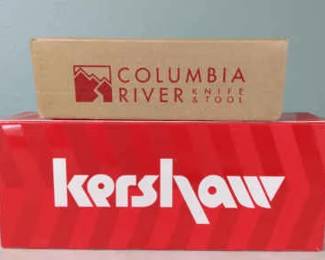 COLUMBIA
RIVER KNIFE & TOOL
kershaw